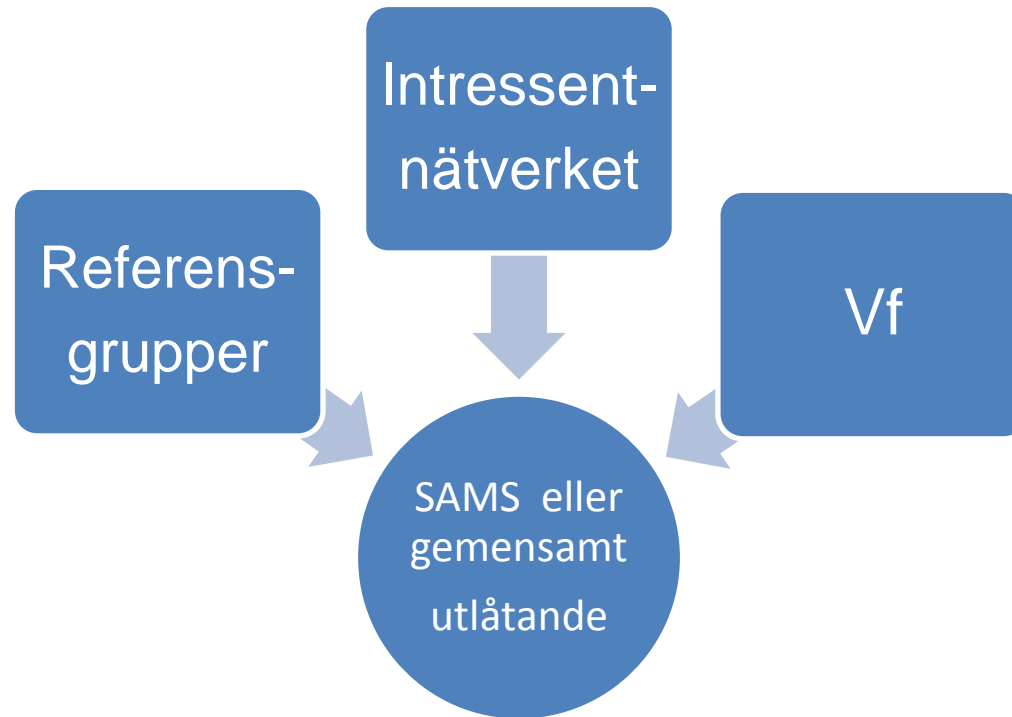 Intressent-
nätverket
Referens-
grupper
Vf
SAMS eller
gemensamt
utlåtande